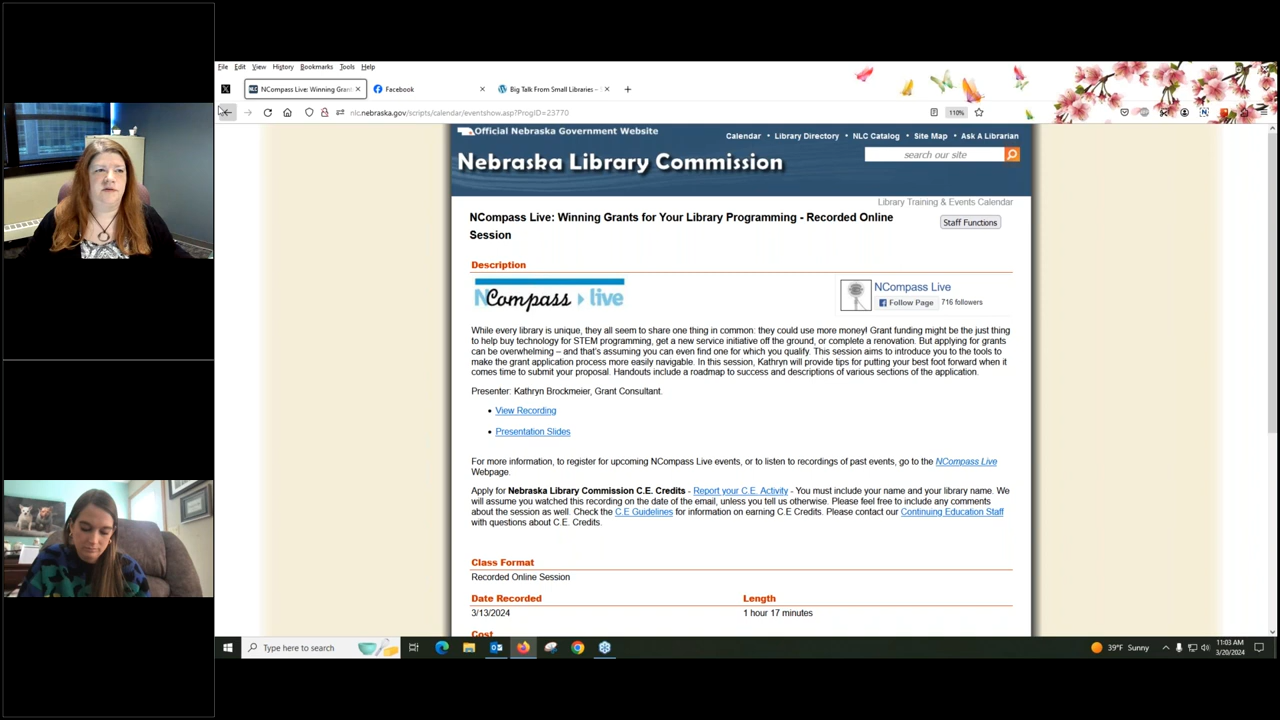 File Edit View History Bookmarks Tools Help
NCompass Live: Winning Grant
Facebook
Big Talk From Small Libraries –
nlc.nebraska.gov/scripts/calendar/eventshow.asp?ProgID=23770
110%
Official Nebraska Government Website
Calendar • Library Directory • NLC Catalog • Site Map • Ask A Librarian
Nebraska Library Commission
search our site
Library Training & Events Calendar
NCompass Live: Winning Grants for Your Library Programming - Recorded Online
Session
Staff Functions
Description
NCompass live
NCompass Live
Follow Page 716 followers
While every library is unique, they all seem to share one thing in common: they could use more money! Grant funding might be the just thing
to help buy technology for STEM programming, get a new service initiative off the ground, or complete a renovation. But applying for grants
can be overwhelming – and that's assuming you can even find one for which you qualify. This session aims to introduce you to the tools to
make the grant application process more easily navigable. In this session, Kathryn will provide tips for putting your best foot forward when it
comes time to submit your proposal. Handouts include a roadmap to success and descriptions of various sections of the application.
Presenter: Kathryn Brockmeier, Grant Consultant.
• View Recording
• Presentation Slides
For more information, to register for upcoming NCompass Live events, or to listen to recordings of past events, go to the NCompass Live
Webpage.
Apply for Nebraska Library Commission C.E. Credits - Report your C.E. Activity - You must include your name and your library name. We
will assume you watched this recording on the date of the email, unless you tell us otherwise. Please feel free to include any comments
about the session as well. Check the C.E Guidelines for information on earning C.E Credits. Please contact our Continuing Education Staff
with questions about C.E. Credits.
Class Format
Recorded Online Session
Date Recorded
Length
3/13/2024
1 hour 17 minutes
Cost
Type here to search
39°F Sunny
11:03 AM
3/20/2024